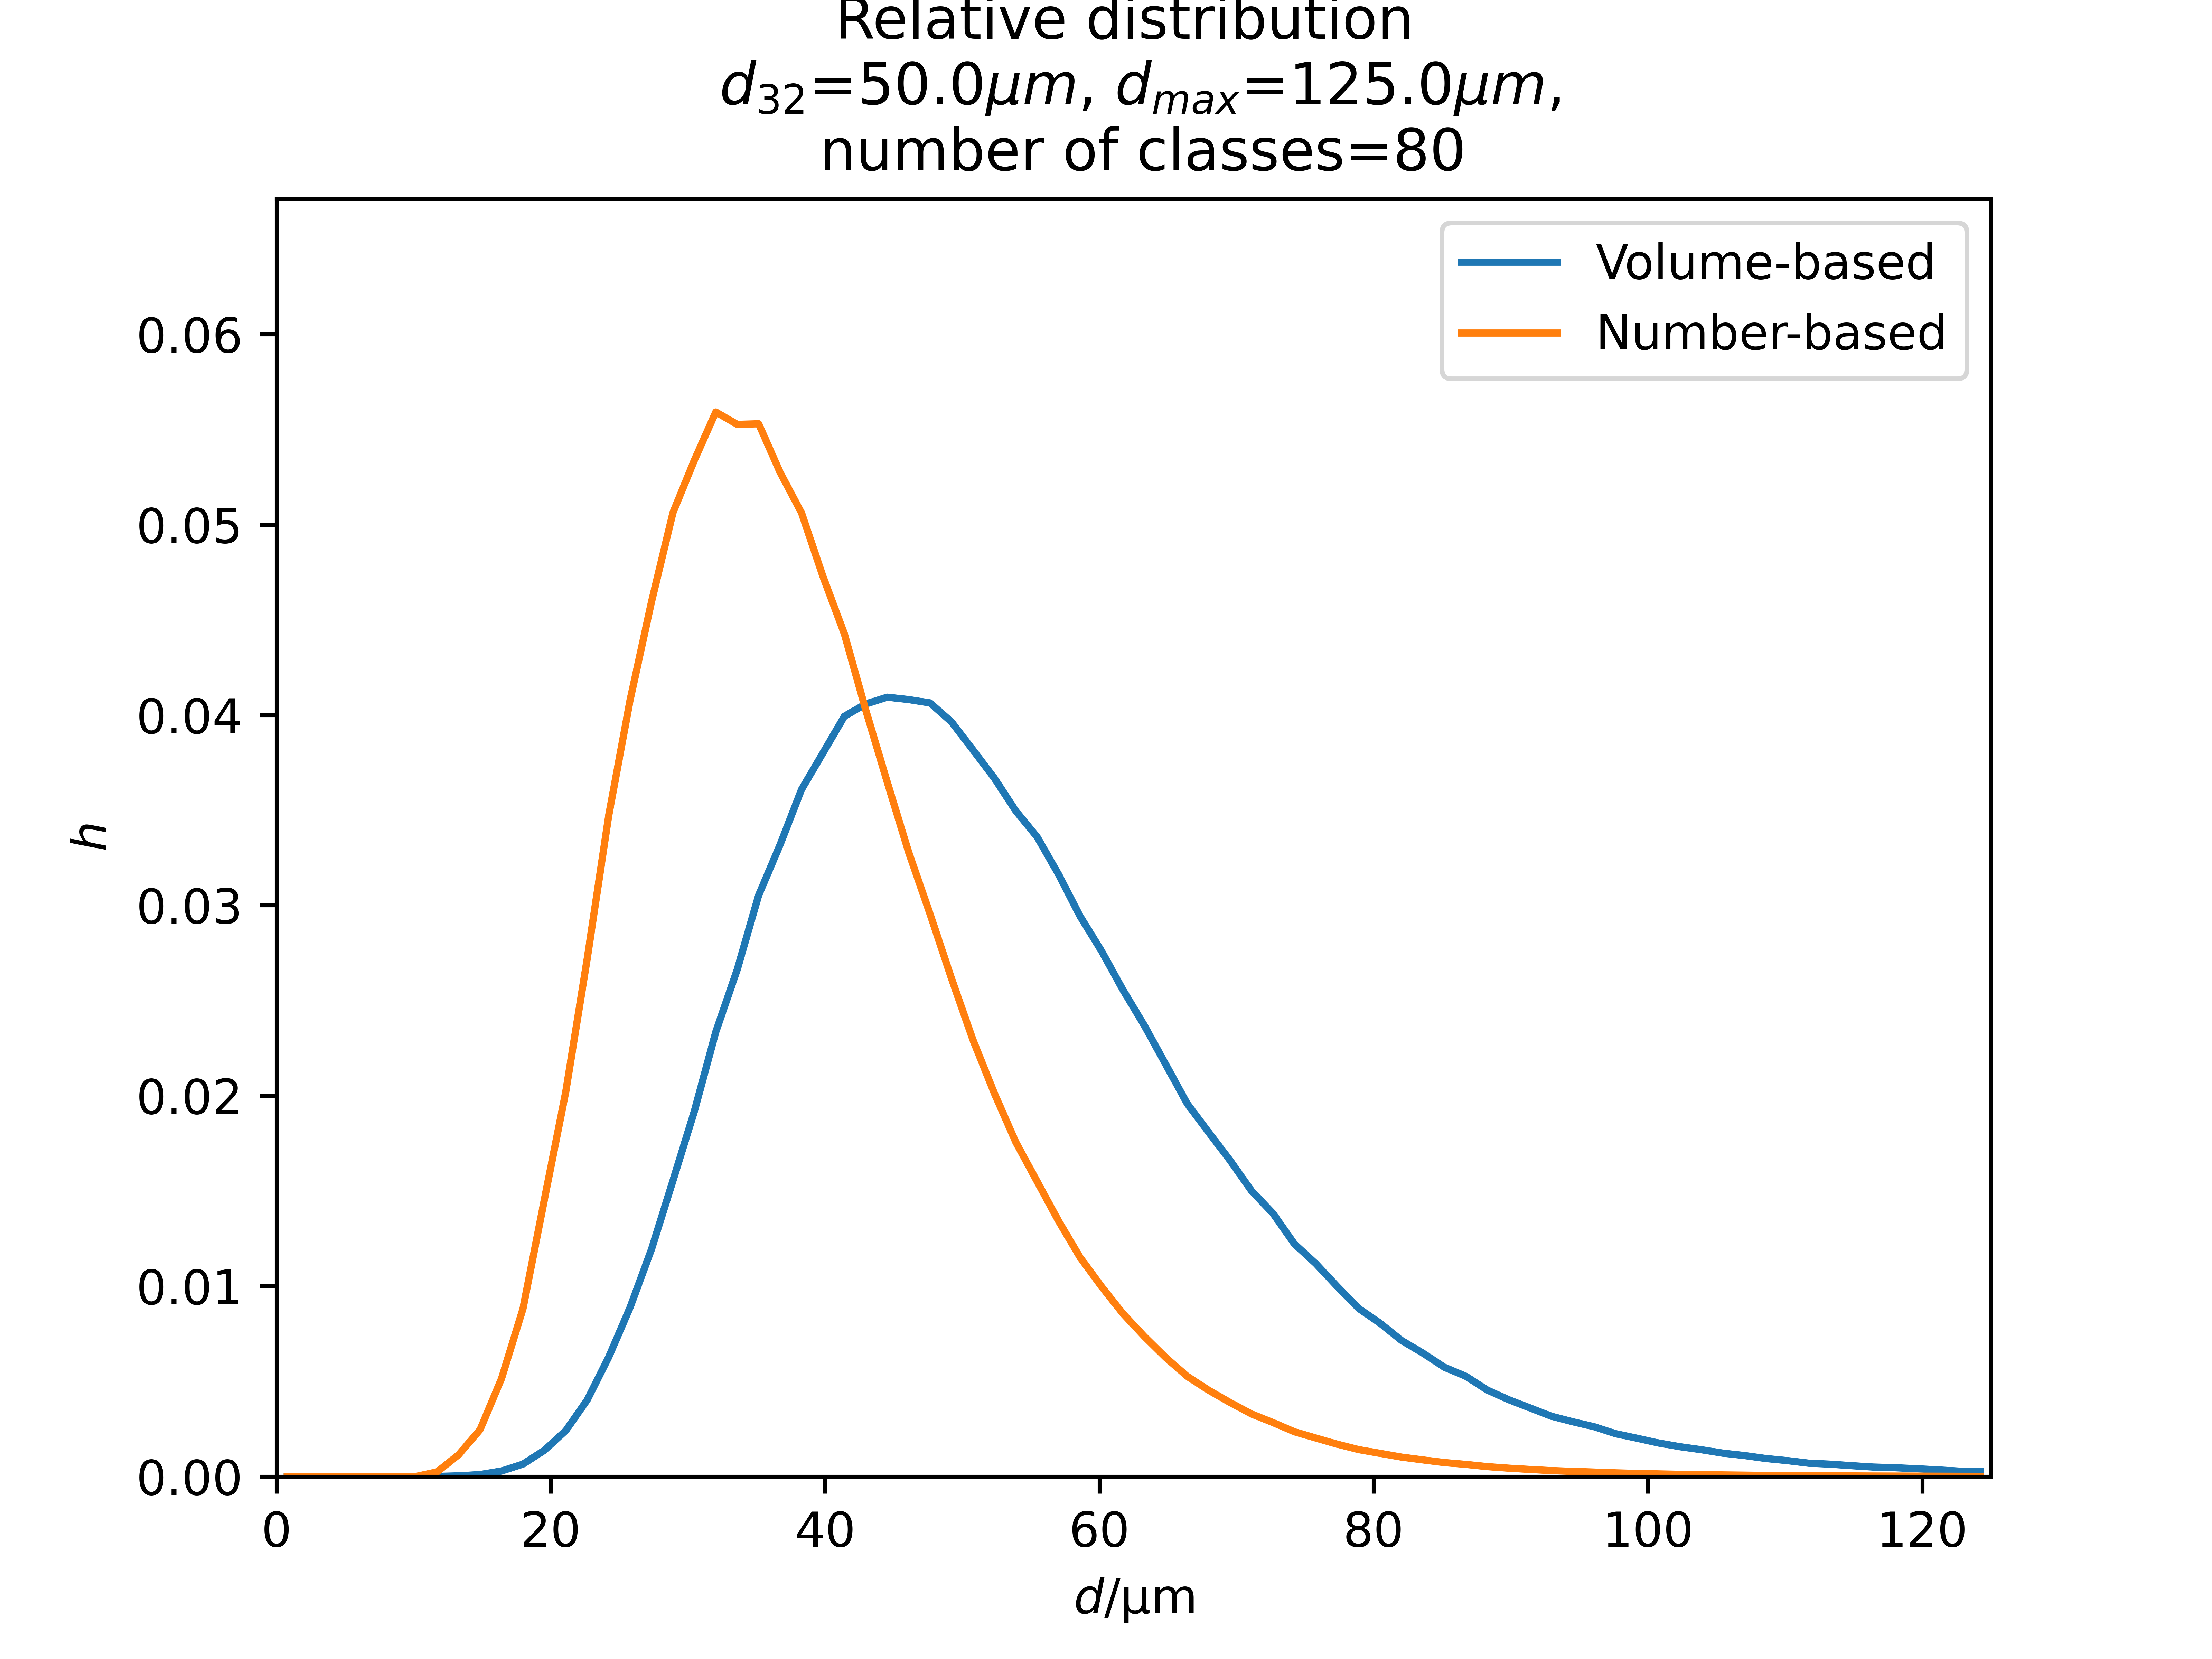 Relative distribution
d32=50.0μm, dmax=125.0μm,
number of classes=80
Volume-based
Number-based
0.06
0.05
0.04
0.03
0.02
0.01
0.00
h
0 20 40 60 80 100 120
d/μm